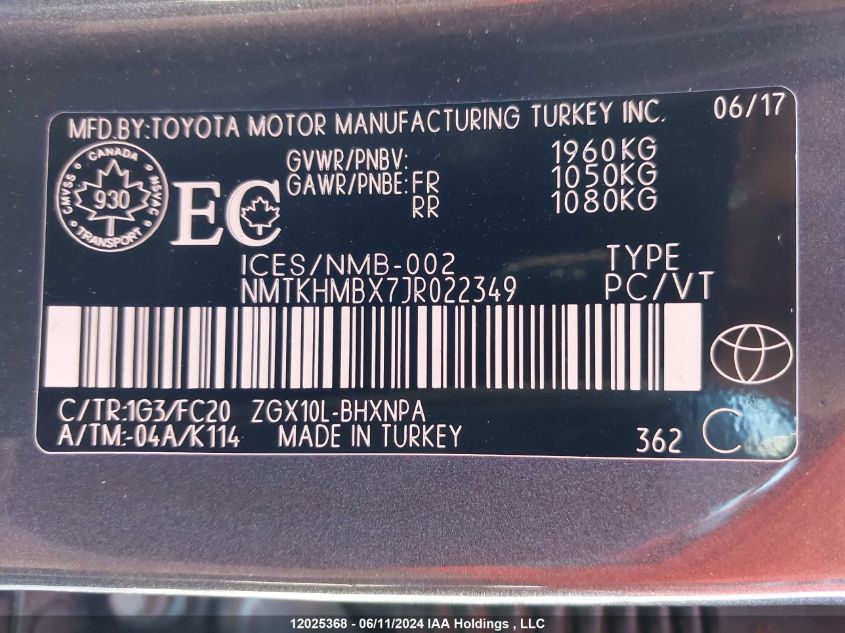 MFD.BY:TOYOTA MOTOR MANUFACTURING TURKEY INC. 06/17
CANADA
CMVSS 930 NSVAC
TRANSPORT
EC
GVWR/PNBV: 1960KG
GAWR/PNBE: FR 1050KG
RR 1080KG
ICES/NMB-002 TYPE
NMTKHMBX7JR022349 PC/VT
C/TR:1G3/FC20 ZGX10L-BHXNPA
A/TM:-04A/K114 MADE IN TURKEY 362 C
12025368 - 06/11/2024 IAA Holdings , LLC